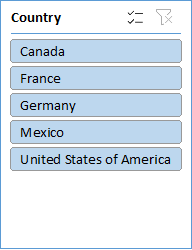 Country
Canada
France
Germany
Mexico
United States of America